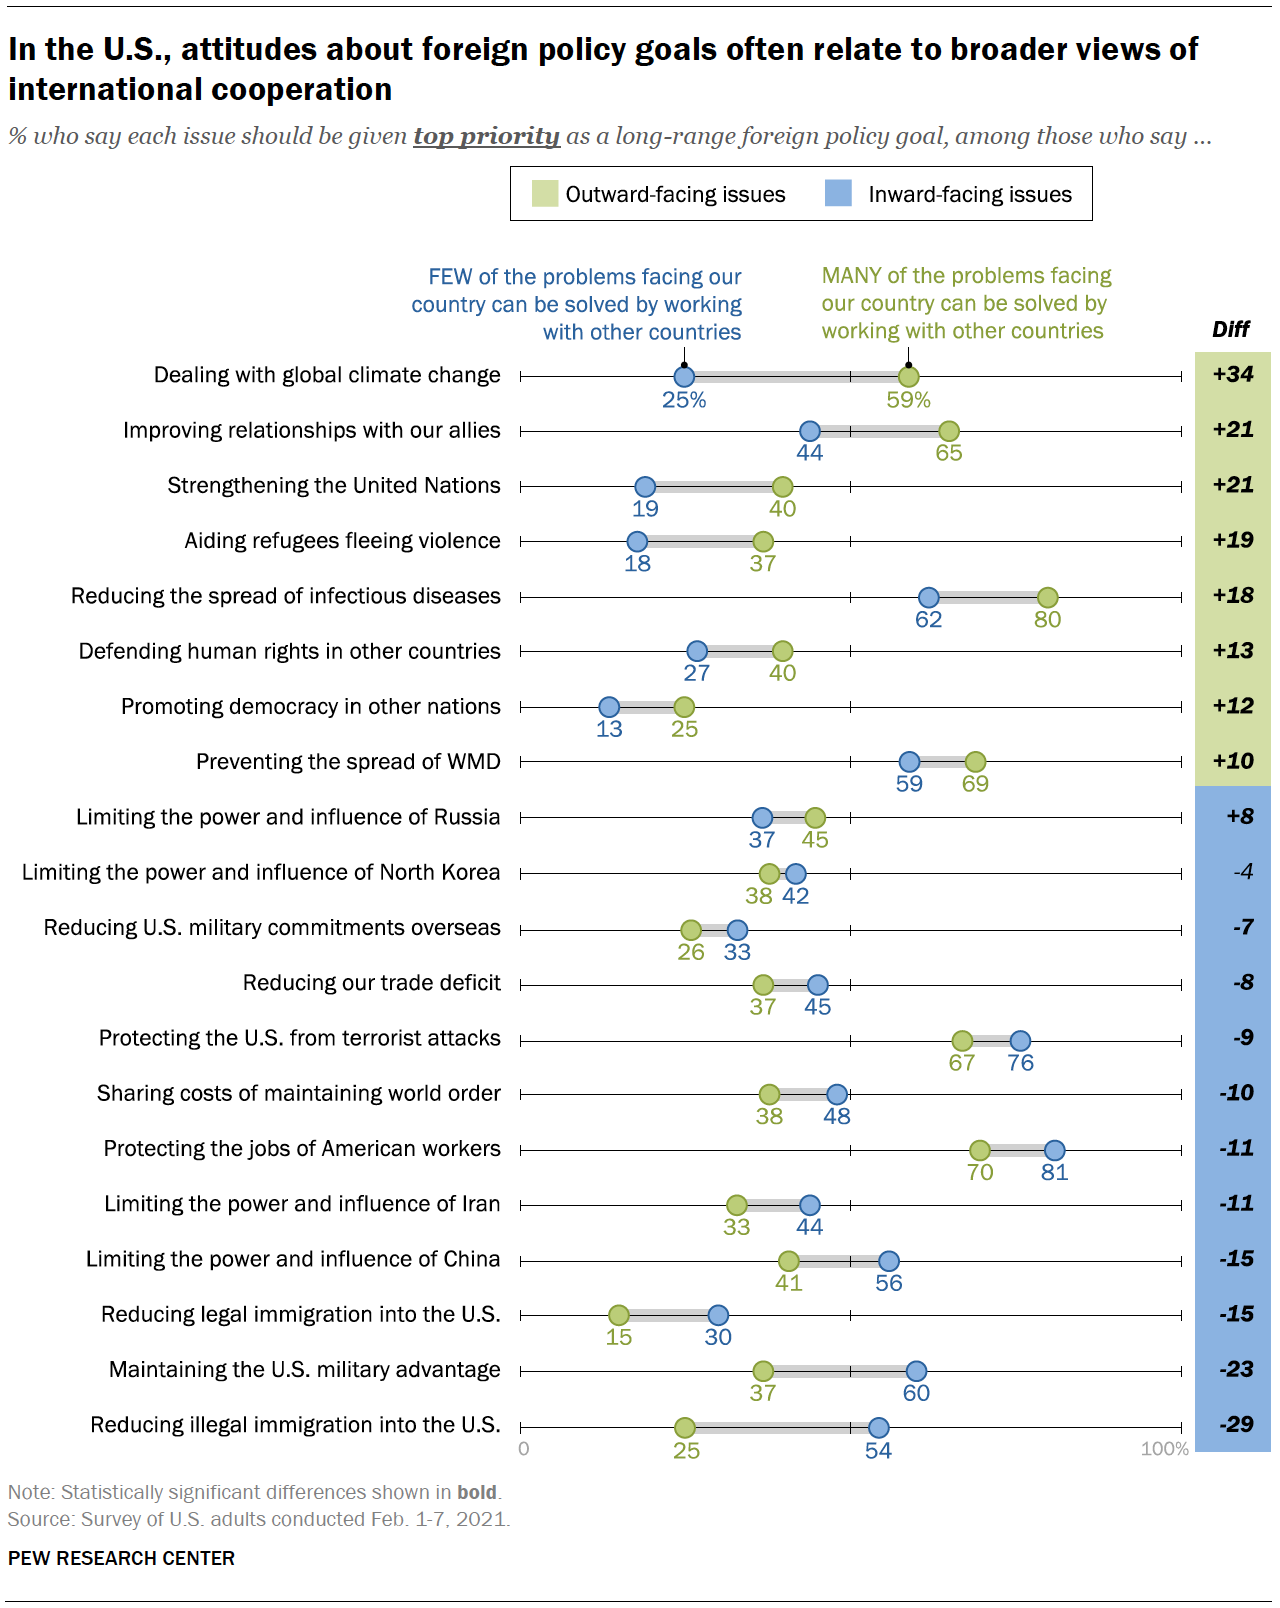 In the U.S., attitudes about foreign policy goals often relate to broader views of
international cooperation
% who say each issue should be given top priority as a long-range foreign policy goal, among those who say ...
Outward-facing issues
Inward-facing issues
FEW of the problems facing our
country can be solved by working
with other countries
MANY of the problems facing
our country can be solved by
working with other countries
Diff
Dealing with global climate change
25%
59%
+34
Improving relationships with our allies
44
65
+21
Strengthening the United Nations
19
40
+21
Aiding refugees fleeing violence
18
37
+19
Reducing the spread of infectious diseases
62
80
+18
Defending human rights in other countries
27
40
+13
Promoting democracy in other nations
13
25
+12
Preventing the spread of WMD
59
69
+10
Limiting the power and influence of Russia
37
45
+8
Limiting the power and influence of North Korea
38
42
-4
Reducing U.S. military commitments overseas
26
33
-7
Reducing our trade deficit
37
45
-8
Protecting the U.S. from terrorist attacks
67
76
-9
Sharing costs of maintaining world order
38
48
-10
Protecting the jobs of American workers
70
81
-11
Limiting the power and influence of Iran
33
44
-11
Limiting the power and influence of China
41
56
-15
Reducing legal immigration into the U.S.
15
30
-15
Maintaining the U.S. military advantage
37
60
-23
Reducing illegal immigration into the U.S.
25
54
-29
0
100%
Note: Statistically significant differences shown in bold.
Source: Survey of U.S. adults conducted Feb. 1-7, 2021.
PEW RESEARCH CENTER